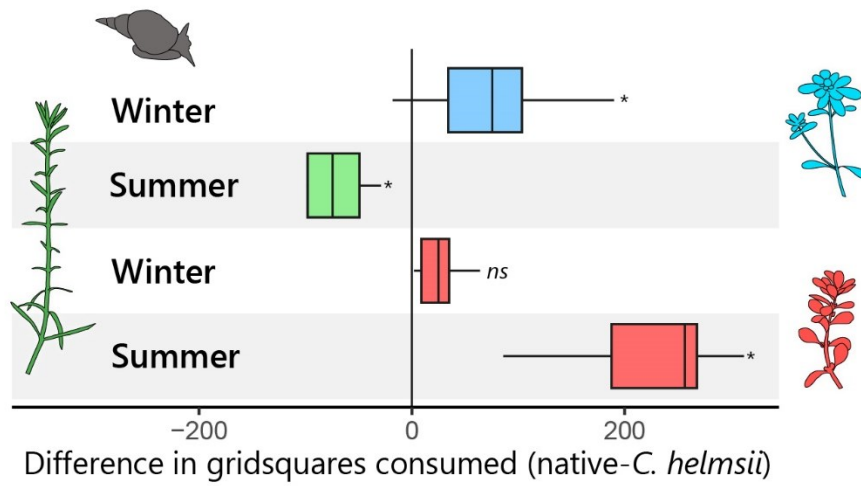 Winter *
Summer *
Winter ns
Summer *
−200 0 200
Difference in gridsquares consumed (native-C. helmsii)